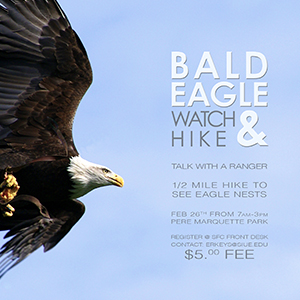 BALD
EAGLE
WATCH &
HIKE
TALK WITH A RANGER
1/2 MILE HIKE TO
SEE EAGLE NESTS
FEB 26TH FROM 7AM-3PM
PERE MARQUETTE PARK
REGISTER @ SFC FRONT DESK
CONTACT: ERKEYS@SIUE.EDU
$5.00 FEE